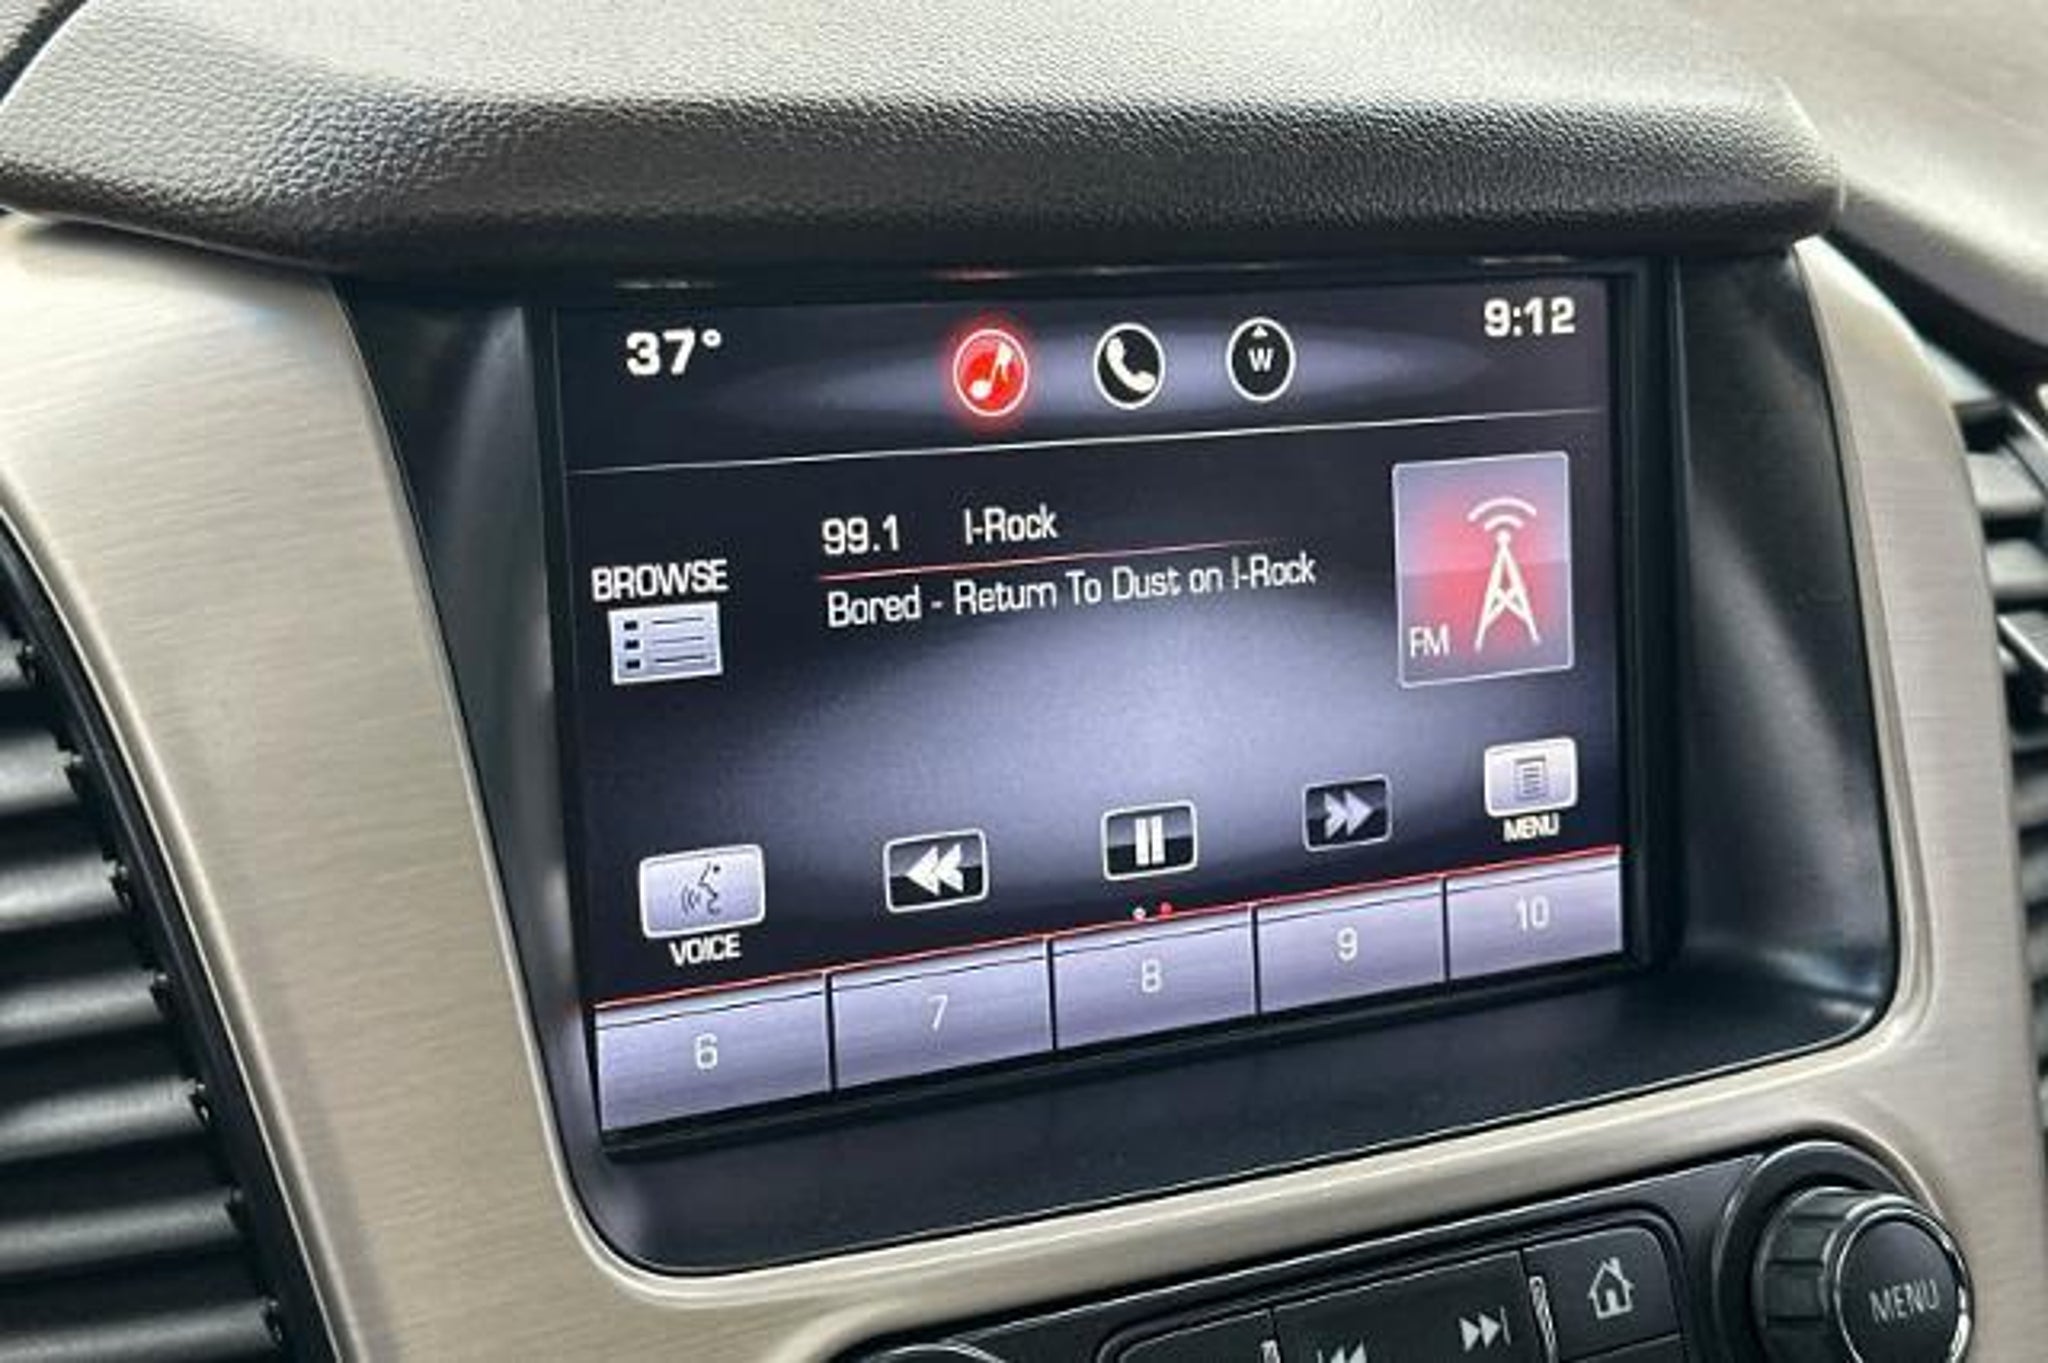 37° 9:12
W
99.1 I-Rock
Bored - Return To Dust on I-Rock
BROWSE
FM
MENU
VOICE
6 7 8 9 10
MENU